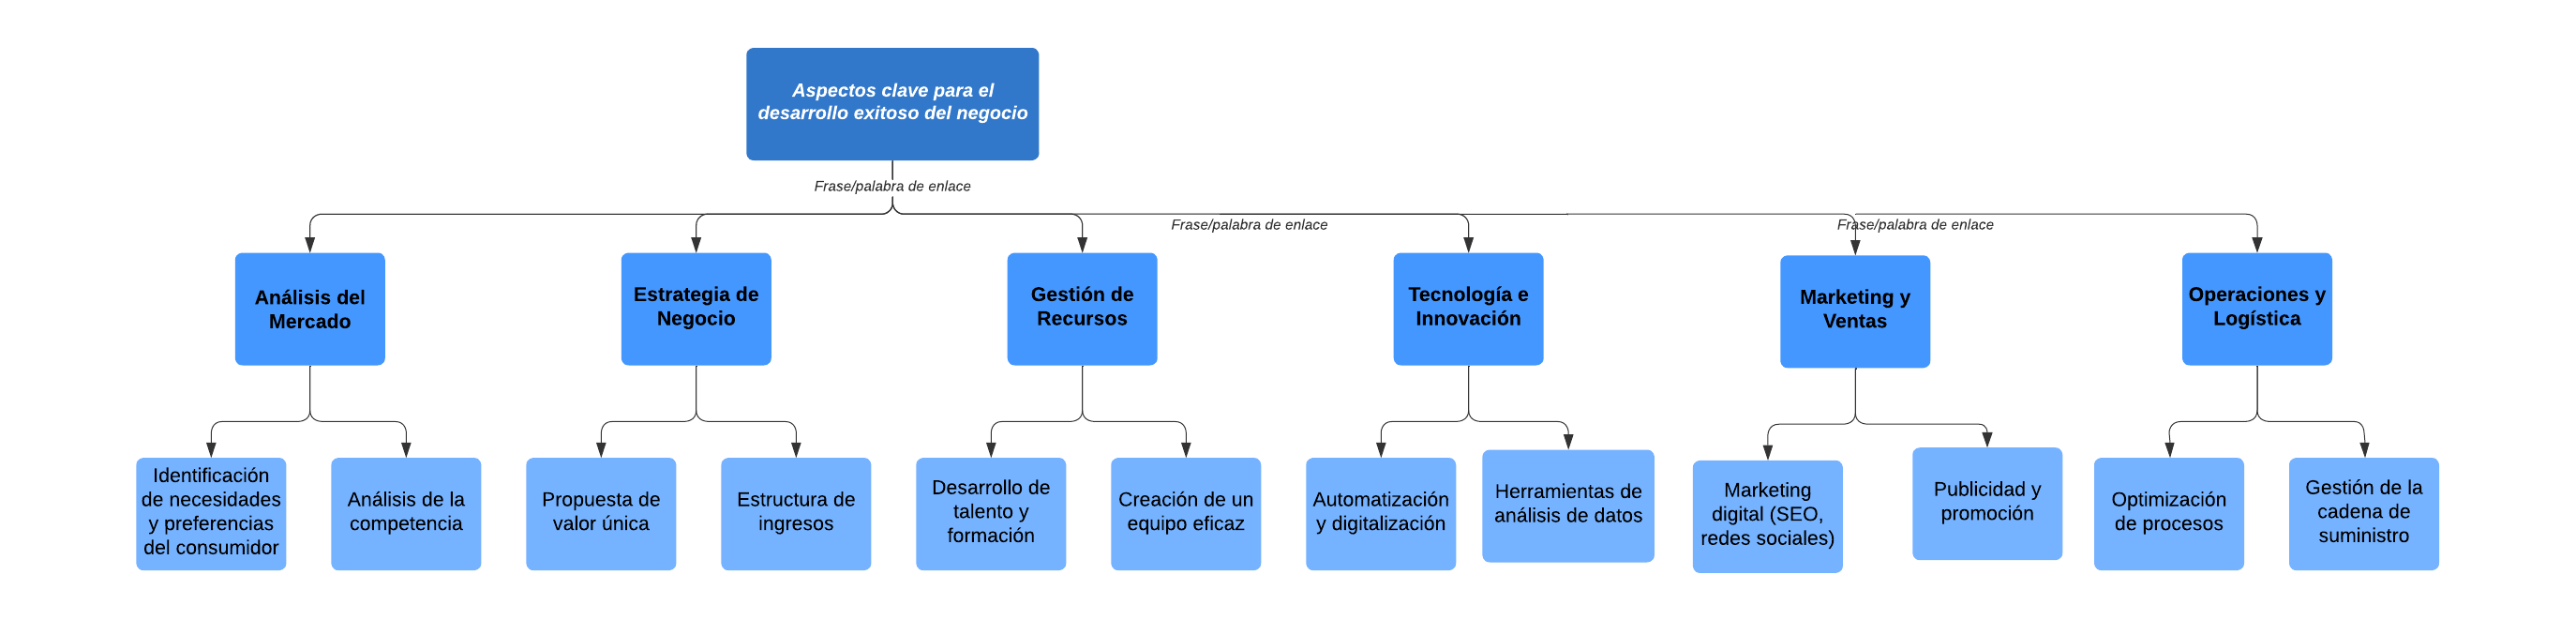 Aspectos clave para el
desarrollo exitoso del negocio
Frase/palabra de enlace
Frase/palabra de enlace
Frase/palabra de enlace
Análisis del
Mercado
Estrategia de
Negocio
Gestión de
Recursos
Tecnología e
Innovación
Marketing y
Ventas
Operaciones y
Logística
Identificación
de necesidades
y preferencias
del consumidor
Análisis de la
competencia
Propuesta de
valor única
Estructura de
ingresos
Desarrollo de
talento y
formación
Creación de un
equipo eficaz
Automatización
y digitalización
Herramientas de
análisis de datos
Marketing
digital (SEO,
redes sociales)
Publicidad y
promoción
Optimización
de procesos
Gestión de la
cadena de
suministro